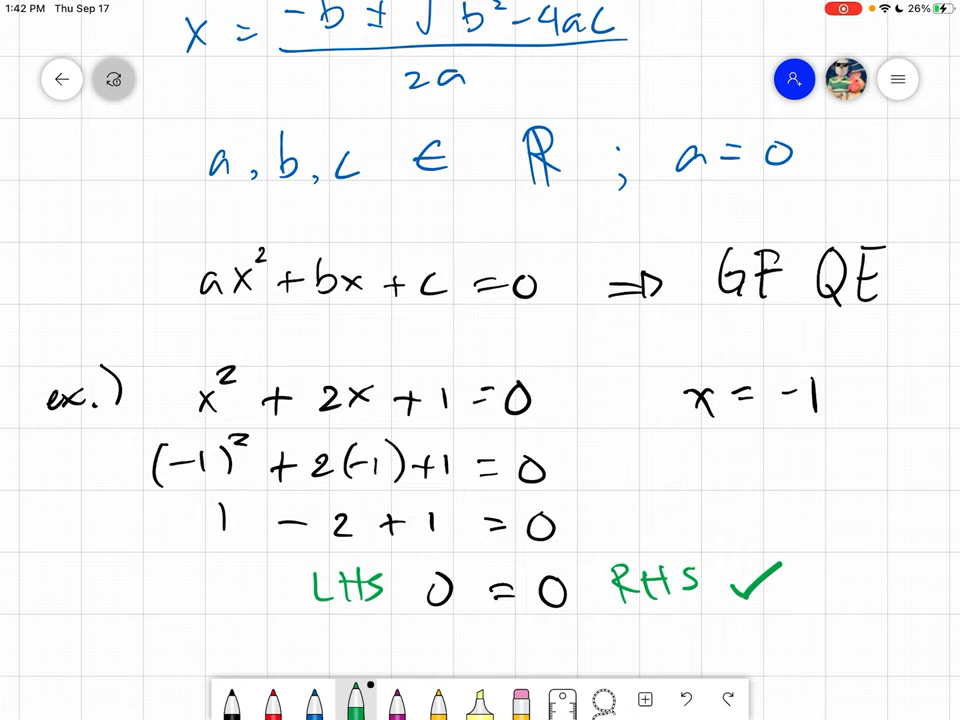 1:42 PM Thu Sep 17 26%
x = -b ± √b² - 4ac
2a
a, b, c ∈ ℝ ; a = 0
ax² + bx + c = 0 ⇒ GF QE
ex.) x² + 2x + 1 = 0 x = -1
(-1)² + 2(-1) + 1 = 0
1 - 2 + 1 = 0
LHS 0 = 0 RHS ✓